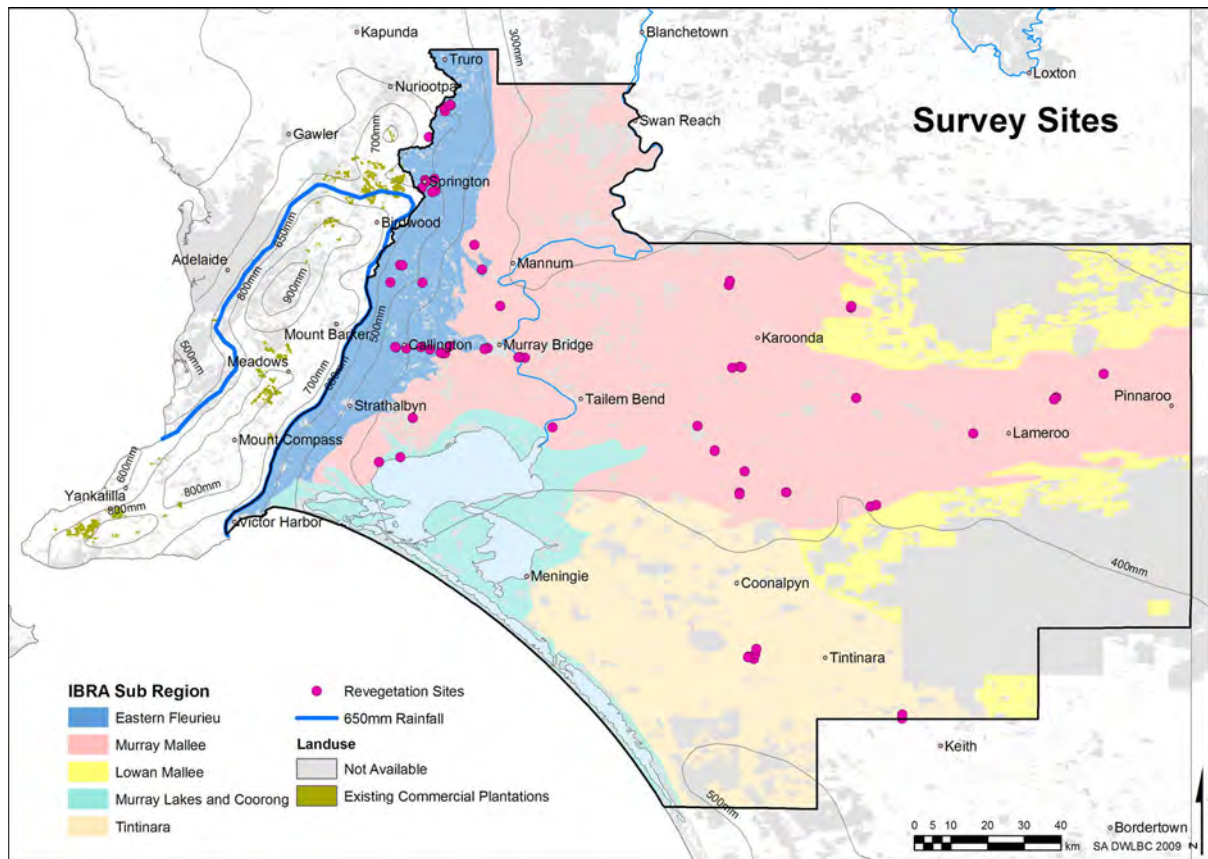 Kapunda
Blanchetown
300mm
Truro
Loxton
Nuriootpa
Survey Sites
Gawler
700mm
Swan Reach
Springton
650mm
Birdwood
800mm
Adelaide
Mannum
900mm
Mount Barker
500mm
Karoonda
Callington
Murray Bridge
500mm
Meadows
700mm
600mm
Pinnaroo
Strathalbyn
Tailem Bend
Lameroo
Mount Compass
600mm
Yankalilla
800mm
800mm
Victor Harbor
400mm
Meningie
Coonalpyn
Tintinara
IBRA Sub Region
Eastern Fleurieu
Murray Mallee
Lowan Mallee
Murray Lakes and Coorong
Tintinara
Revegetation Sites
650mm Rainfall
Landuse
Not Available
Existing Commercial Plantations
Keith
500mm
0 5 10 20 30 40
km
Bordertown
SA DWLBC 2009
N